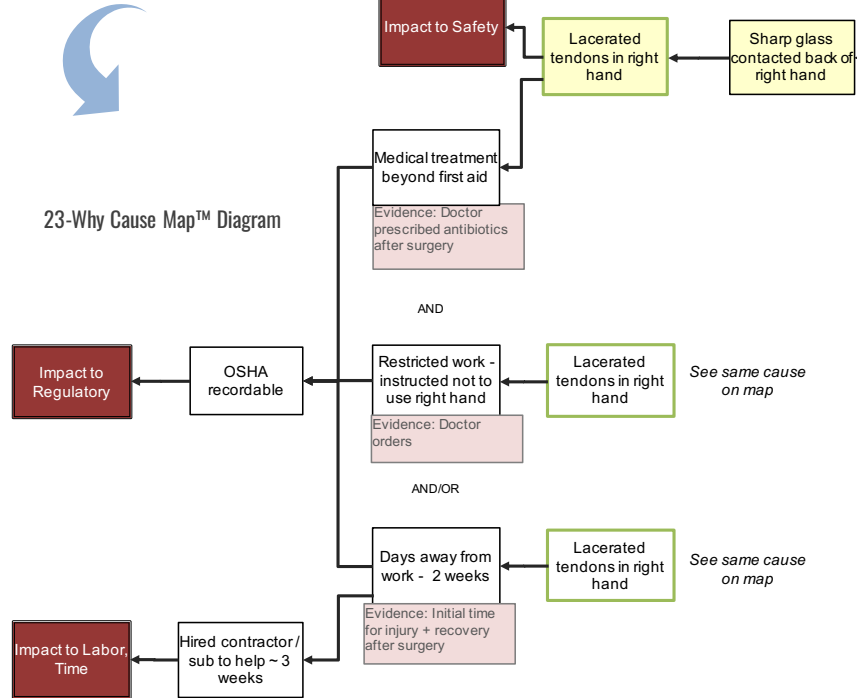 Impact to Safety
Lacerated
tendons in right
hand
Sharp glass
contacted back of
right hand
Medical treatment
beyond first aid
Evidence: Doctor
prescribed antibiotics
after surgery
23-Why Cause Map™ Diagram
AND
Impact to
Regulatory
OSHA
recordable
Restricted work -
instructed not to
use right hand
Evidence: Doctor
orders
Lacerated
tendons in right
hand
See same cause
on map
AND/OR
Days away from
work - 2 weeks
Evidence: Initial time
for injury + recovery
after surgery
Lacerated
tendons in right
hand
See same cause
on map
Impact to Labor,
Time
Hired contractor /
sub to help ~ 3
weeks